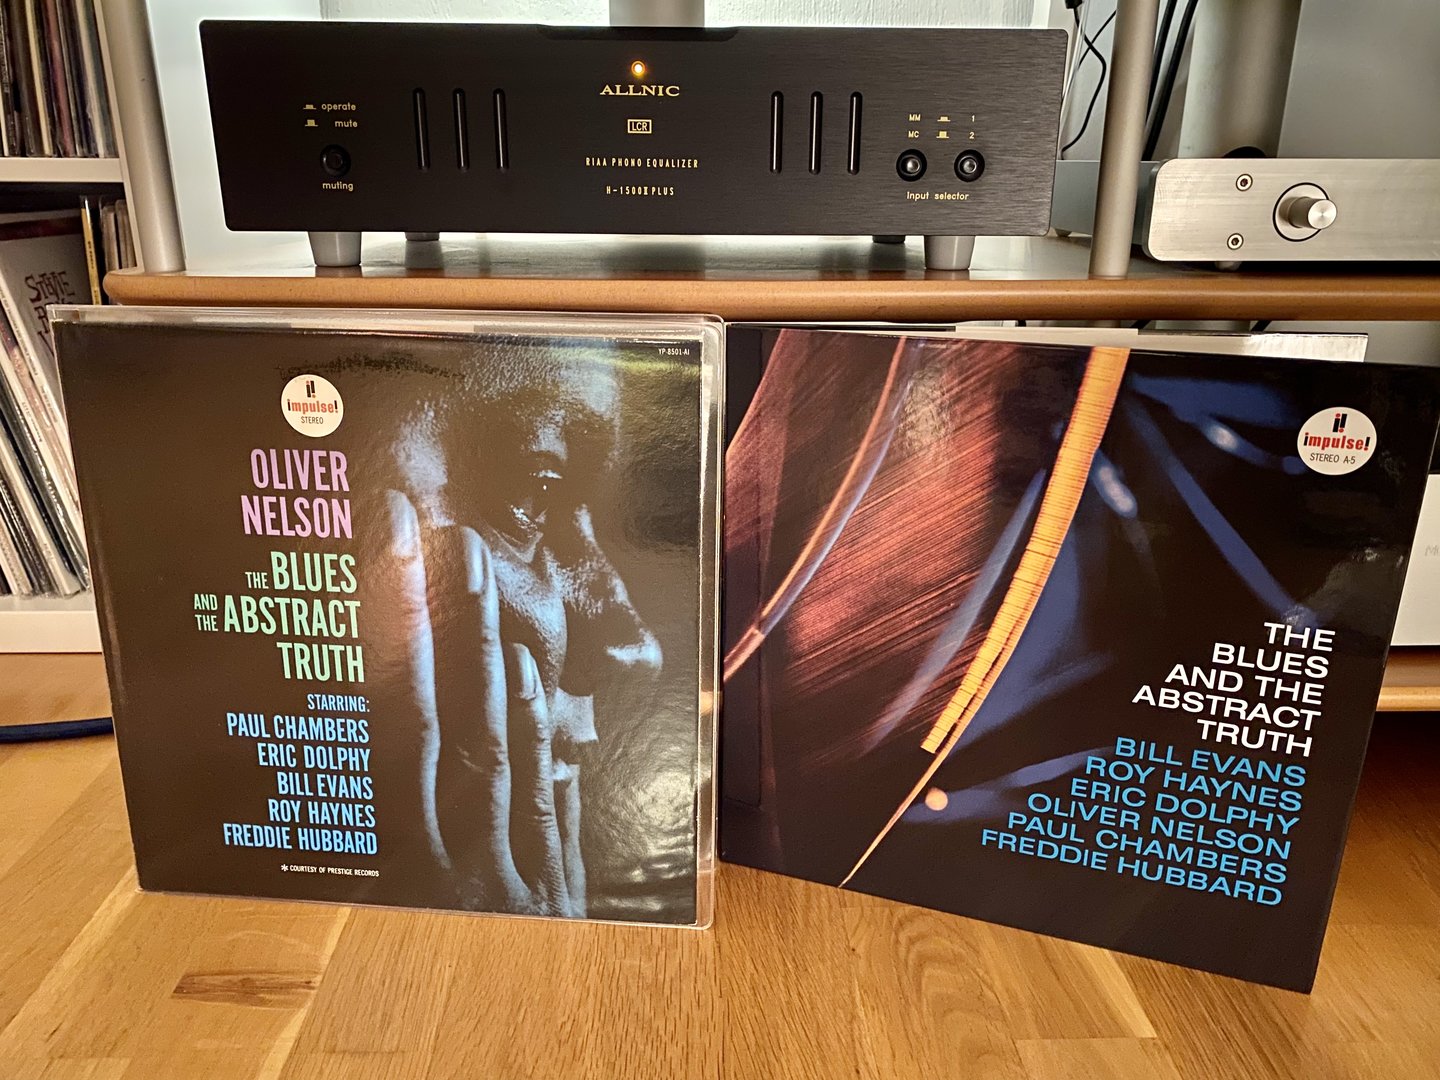 ALLNIC
LCR
RIAA PHONO EQUALIZER
H-1500II PLUS
operate
mute
muting
MM 1
MC 2
input selector
YP-8501-AI
impulse!
STEREO
OLIVER
NELSON
THE BLUES
AND THE ABSTRACT
TRUTH
STARRING:
PAUL CHAMBERS
ERIC DOLPHY
BILL EVANS
ROY HAYNES
FREDDIE HUBBARD
* COURTESY OF PRESTIGE RECORDS
impulse!
STEREO A-5
THE
BLUES
AND THE
ABSTRACT
TRUTH
BILL EVANS
ROY HAYNES
ERIC DOLPHY
OLIVER NELSON
PAUL CHAMBERS
FREDDIE HUBBARD